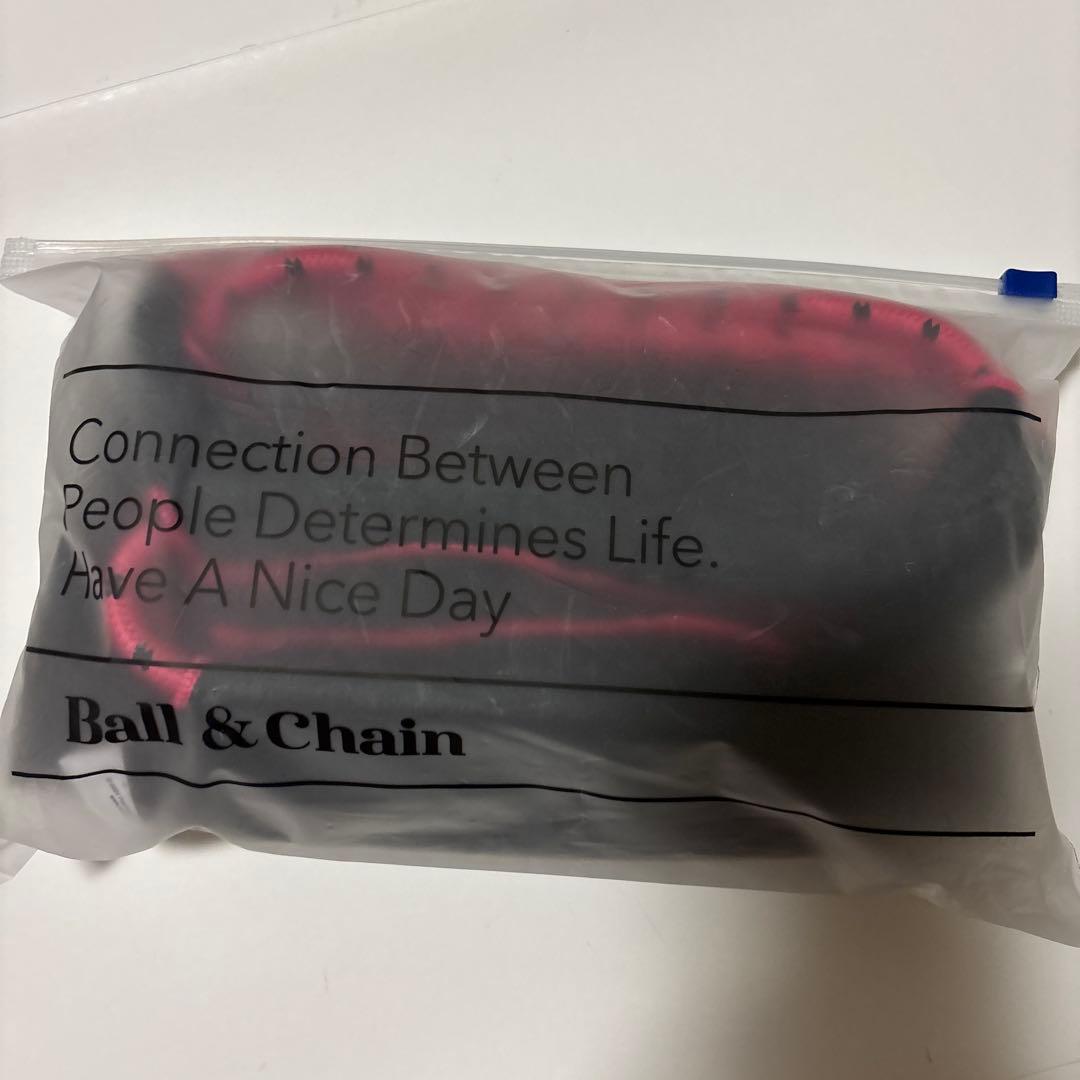 Connection Between
People Determines Life.
Have A Nice Day
Ball & Chain